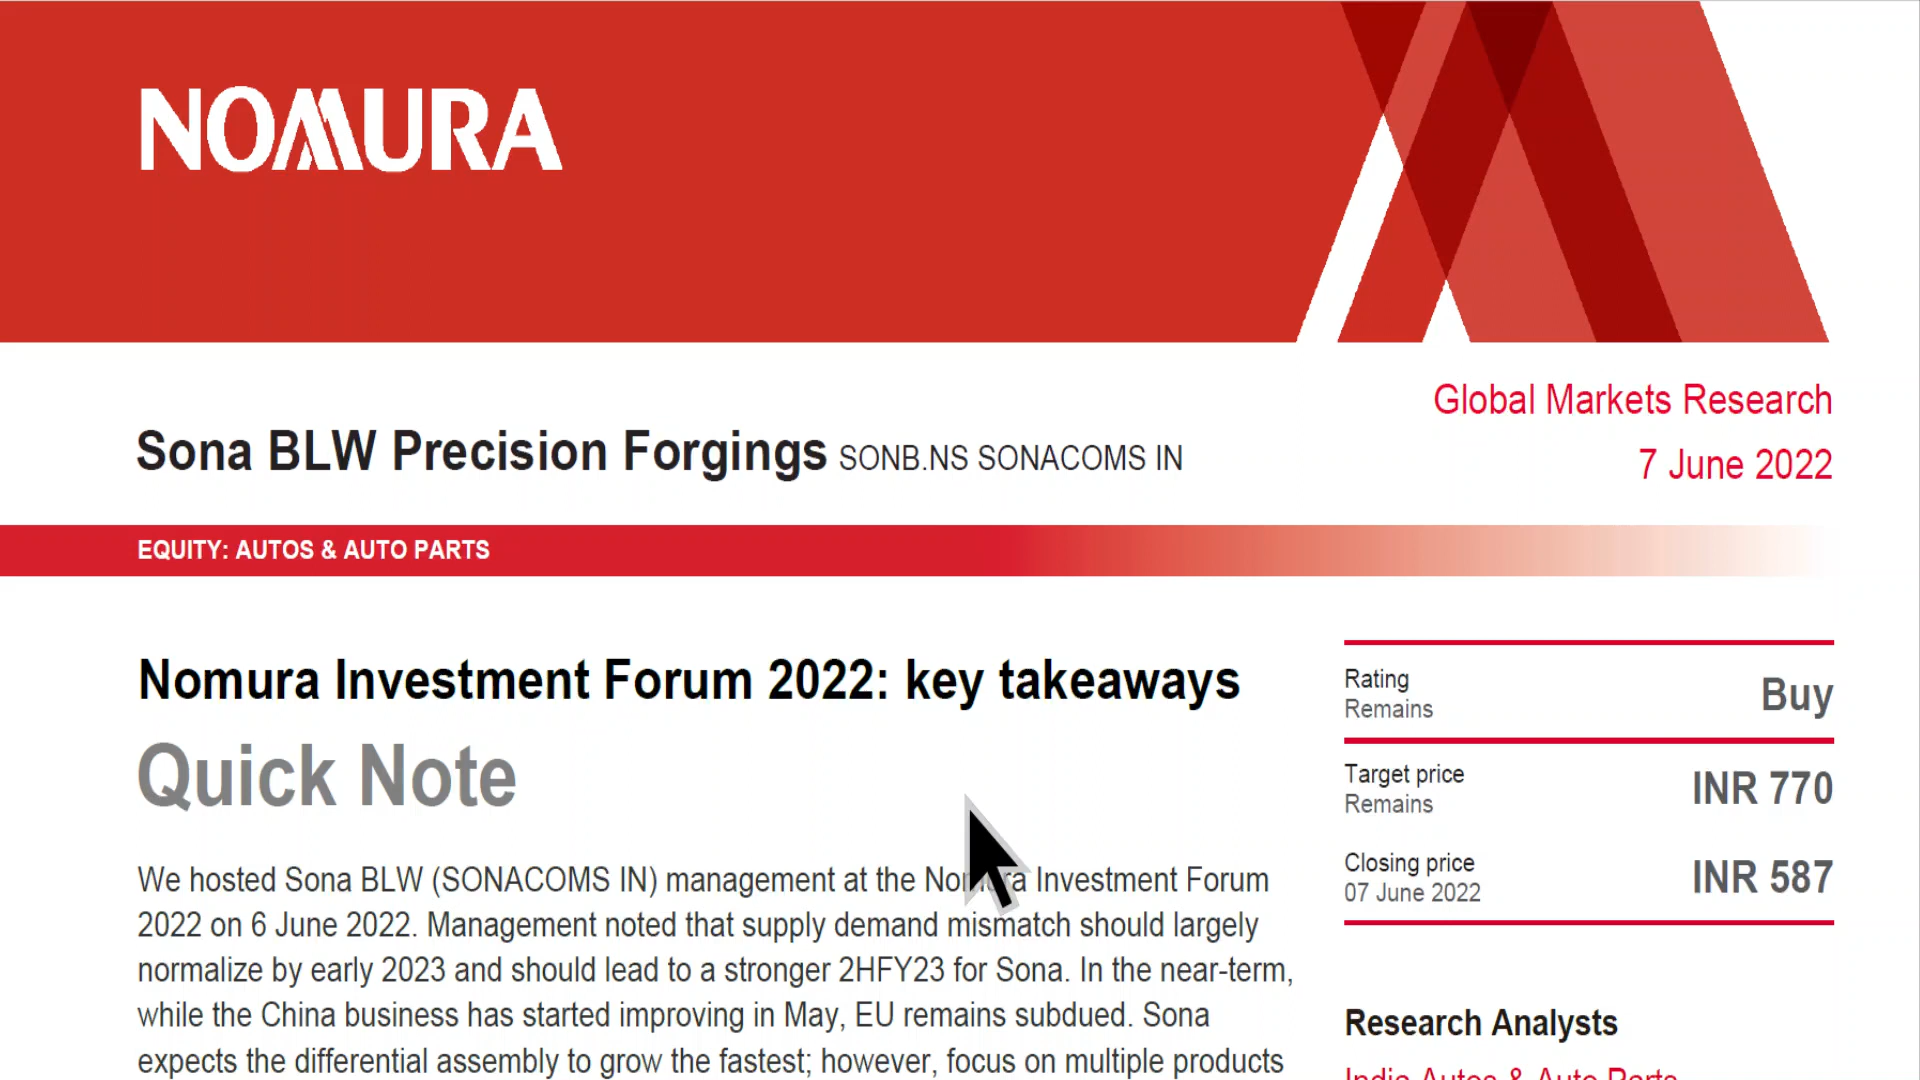 NOMURA
Global Markets Research
Sona BLW Precision Forgings SONB.NS SONACOMS IN
7 June 2022
EQUITY: AUTOS & AUTO PARTS
Nomura Investment Forum 2022: key takeaways
Quick Note
We hosted Sona BLW (SONACOMS IN) management at the Nomura Investment Forum
2022 on 6 June 2022. Management noted that supply demand mismatch should largely
normalize by early 2023 and should lead to a stronger 2HFY23 for Sona. In the near-term,
while the China business has started improving in May, EU remains subdued. Sona
expects the differential assembly to grow the fastest; however, focus on multiple products
Rating
Remains
Buy
Target price
Remains
INR 770
Closing price
07 June 2022
INR 587
Research Analysts
India Autos & Auto Parts